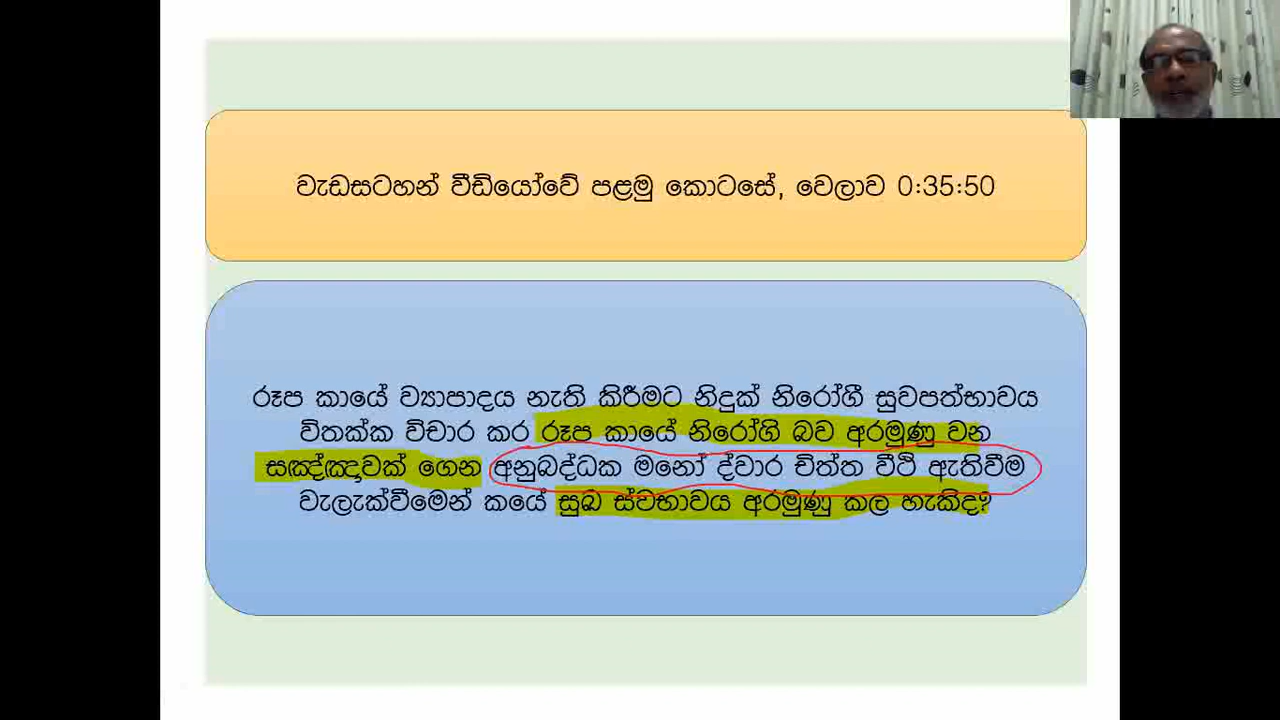 වැඩසටහන් වීඩියෝවේ පළමු කොටසේ, වෙලාව 0:35:50
රූප කායේ ව්‍යාපාදය නැති කිරීමට නිදුක් නිරෝගී සුවපත්භාවය
විතක්ක විචාර කර රූප කායේ නිරෝගි බව අරමුණු වන
සඤ්ඤාවක් ගෙන අනුබද්ධක මනෝ ද්වාර චිත්ත වීථි ඇතිවීම
වැලැක්වීමෙන් කයේ සුඛ ස්වභාවය අරමුණු කල හැකිද?